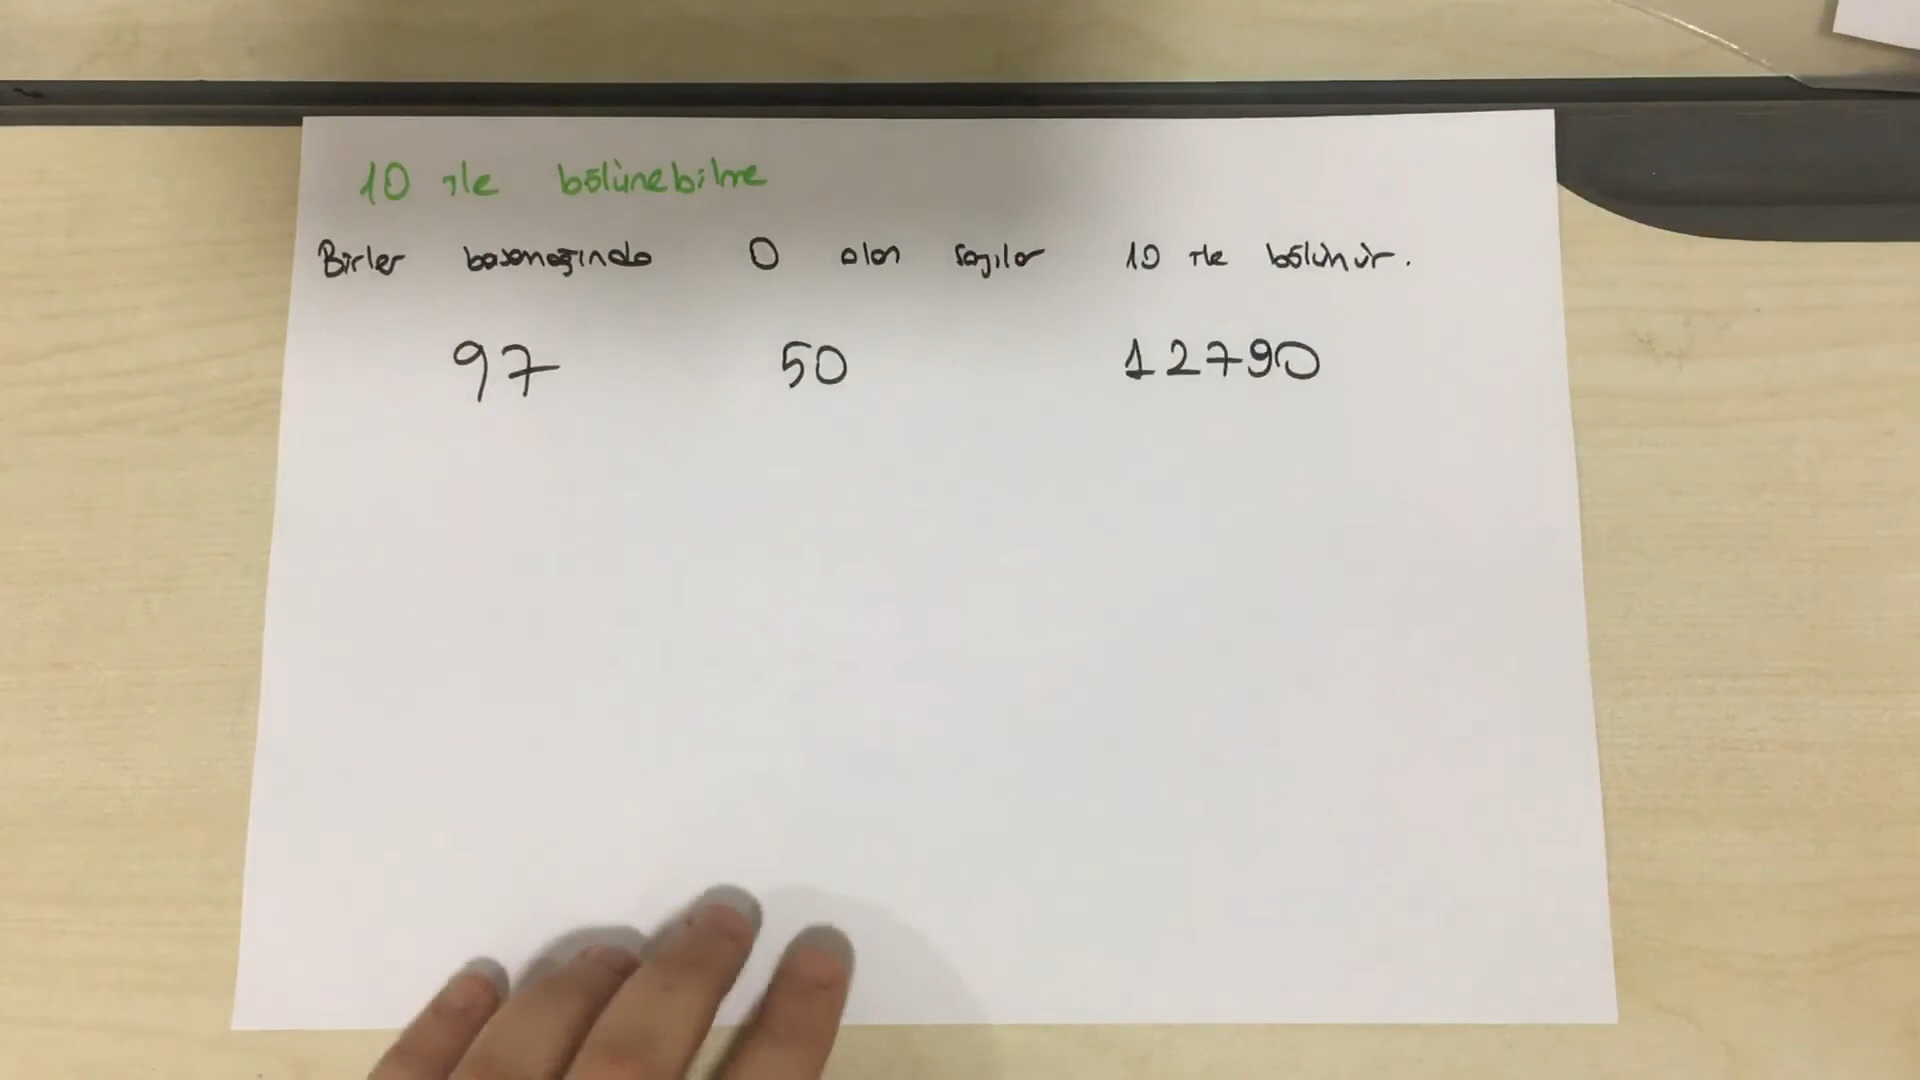 10 ile bölünebilme
Birler basamağında 0 olan sayılar 10 ile bölünür.
97 50 12790